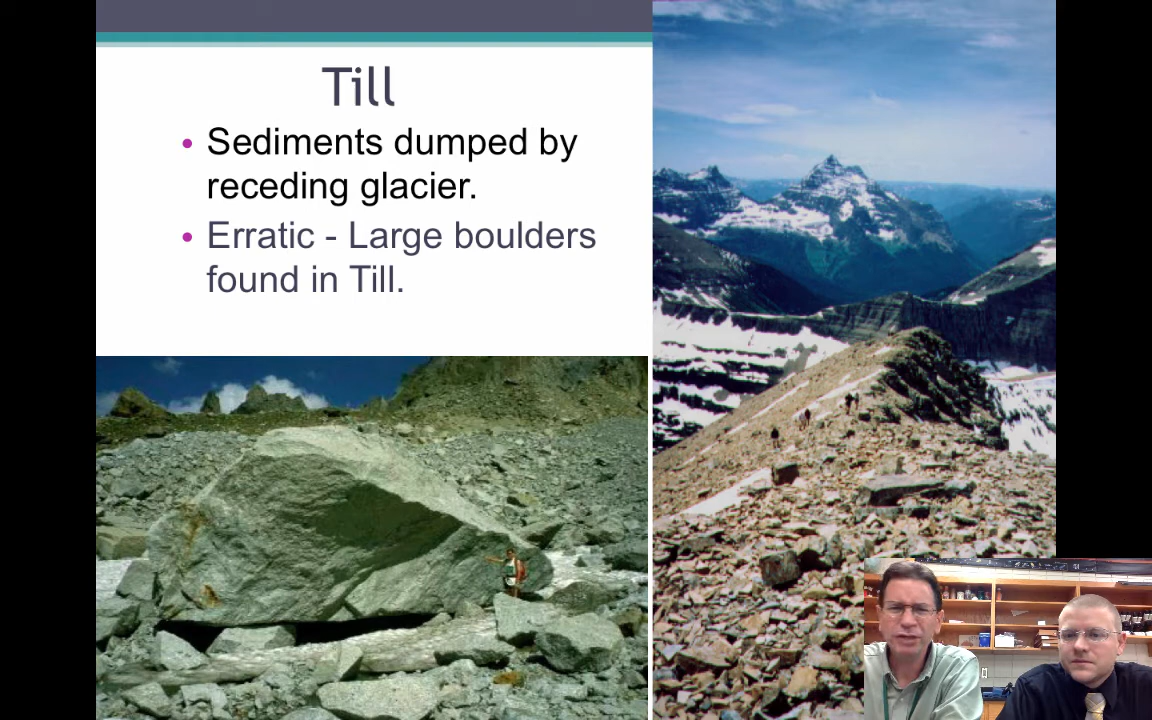 Till
• Sediments dumped by
receding glacier.
• Erratic - Large boulders
found in Till.